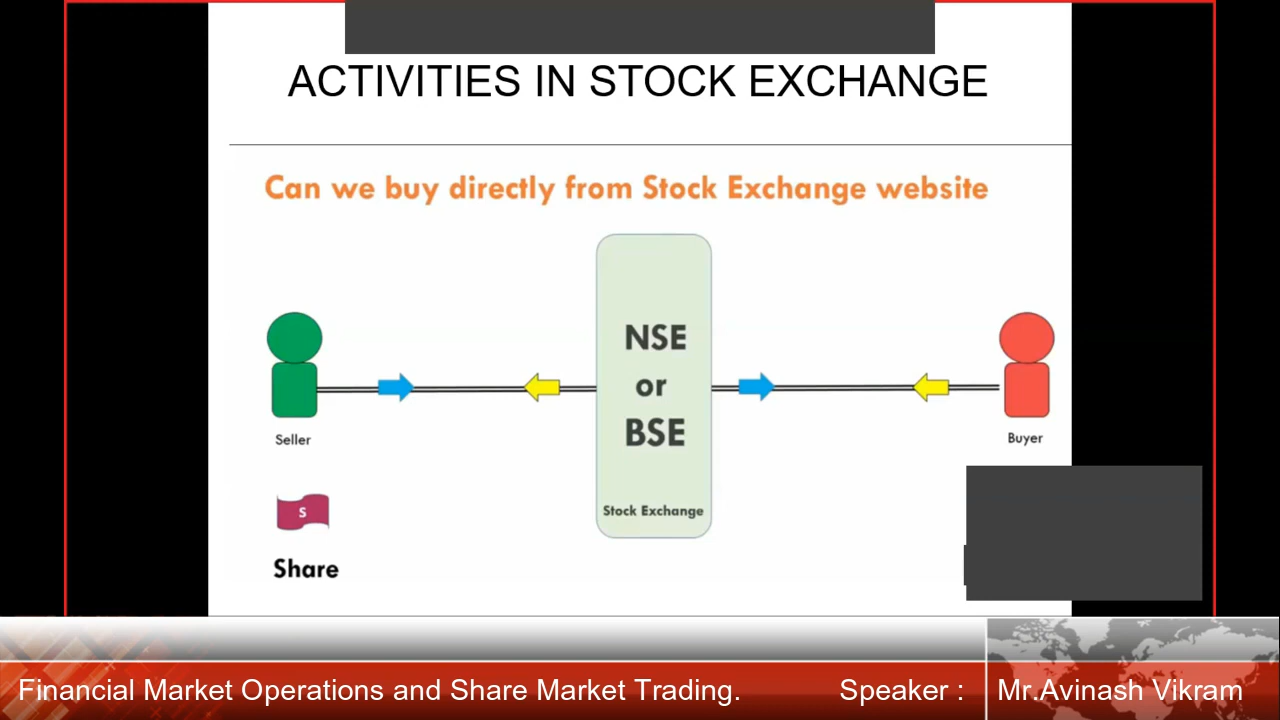 ACTIVITIES IN STOCK EXCHANGE
Can we buy directly from Stock Exchange website
NSE
or
BSE
Seller
Buyer
S
Stock Exchange
Share
Financial Market Operations and Share Market Trading. Speaker : Mr.Avinash Vikram